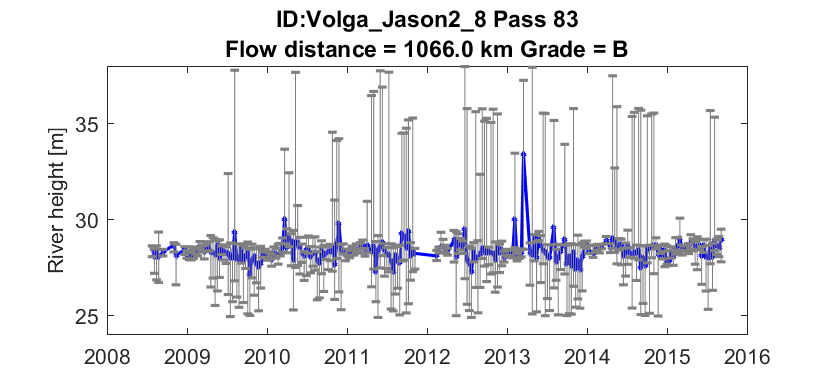 ID:Volga_Jason2_8 Pass 83
Flow distance = 1066.0 km Grade = B
River height [m]
35
30
25
2008 2009 2010 2011 2012 2013 2014 2015 2016